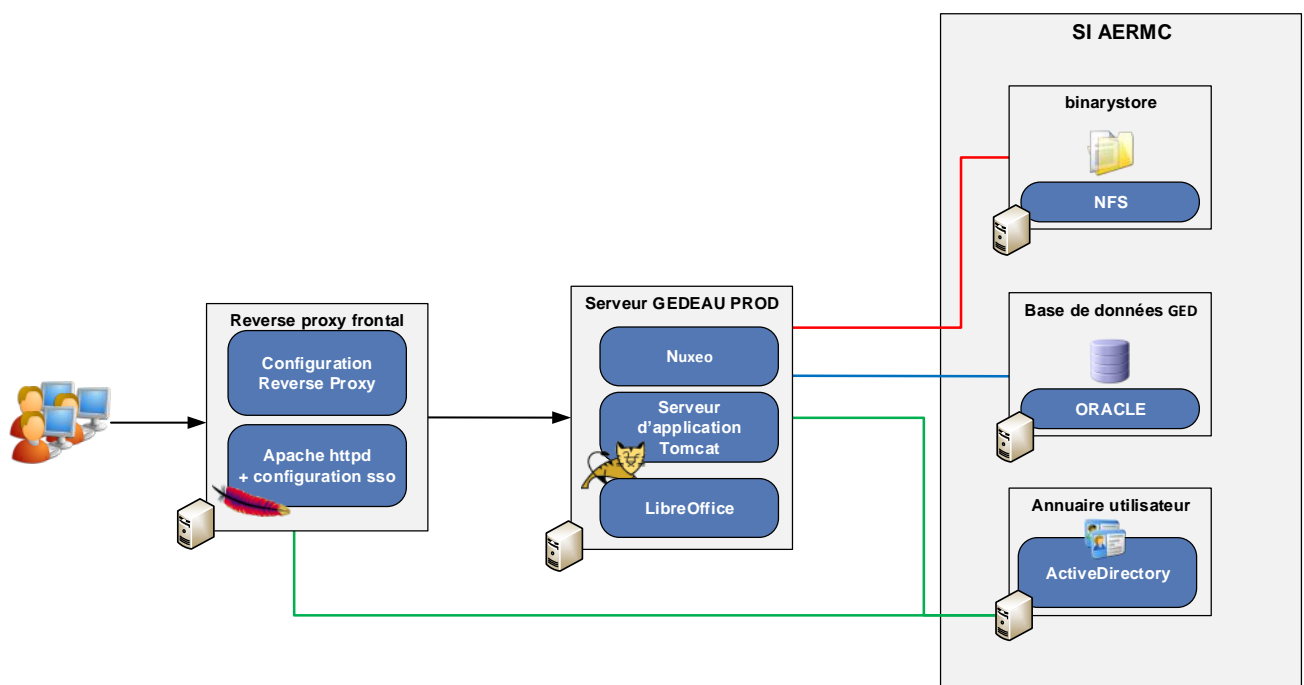 SI AERMC
binarystore
NFS
Reverse proxy frontal
Configuration
Reverse Proxy
Apache httpd
+ configuration sso
Serveur GEDEAU PROD
Nuxeo
Serveur
d'application
Tomcat
LibreOffice
Base de données GED
ORACLE
Annuaire utilisateur
ActiveDirectory